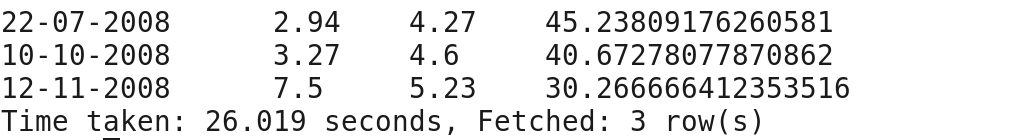 22-07-2008 2.94 4.27 45.23809176260581
10-10-2008 3.27 4.6 40.67278077870862
12-11-2008 7.5 5.23 30.266666412353516
Time taken: 26.019 seconds, Fetched: 3 row(s)